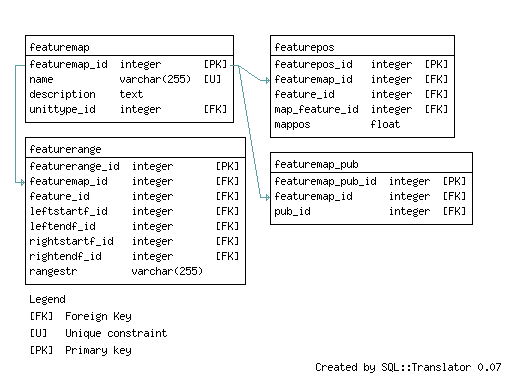 featuremap
featuremap_id integer [PK]
name varchar(255) [U]
description text
unittype_id integer [FK]
featurepos
featurepos_id integer [PK]
featuremap_id integer [FK]
feature_id integer [FK]
map_feature_id integer [FK]
mappos float
featurerange
featurerange_id integer [PK]
featuremap_id integer [FK]
feature_id integer [FK]
leftstartf_id integer [FK]
leftendf_id integer [FK]
rightstartf_id integer [FK]
rightendf_id integer [FK]
rangestr varchar(255)
featuremap_pub
featuremap_pub_id integer [PK]
featuremap_id integer [FK]
pub_id integer [FK]
Legend
[FK] Foreign Key
[U] Unique constraint
[PK] Primary key
Created by SQL::Translator 0.07